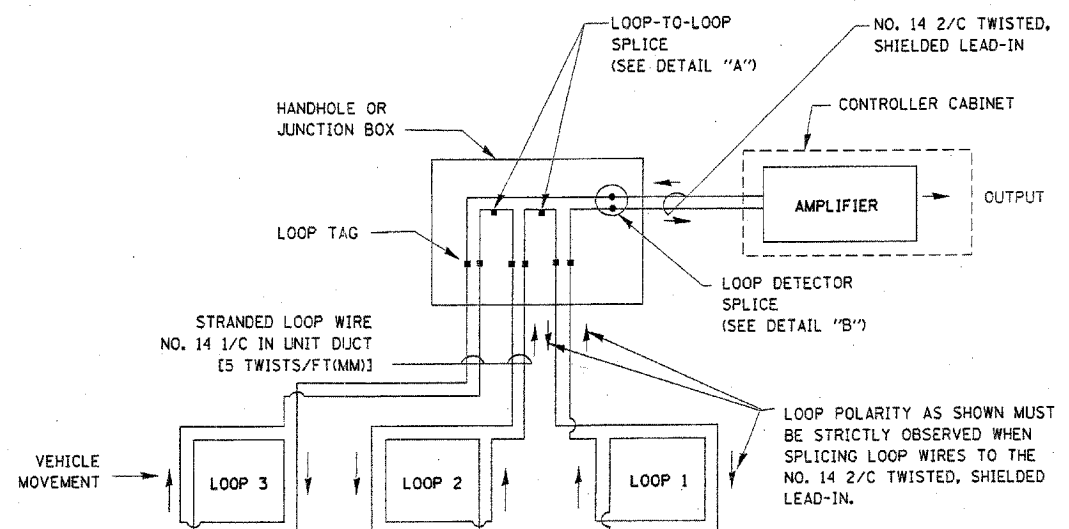 LOOP-TO-LOOP
SPLICE
(SEE DETAIL "A")
NO. 14 2/C TWISTED,
SHIELDED LEAD-IN
HANDHOLE OR
JUNCTION BOX
CONTROLLER CABINET
AMPLIFIER
OUTPUT
LOOP TAG
LOOP DETECTOR
SPLICE
(SEE DETAIL "B")
STRANDED LOOP WIRE
NO. 14 1/C IN UNIT DUCT
[5 TWISTS/FT(MM)]
LOOP POLARITY AS SHOWN MUST
BE STRICTLY OBSERVED WHEN
SPLICING LOOP WIRES TO THE
NO. 14 2/C TWISTED, SHIELDED
LEAD-IN.
VEHICLE
MOVEMENT
LOOP 3
LOOP 2
LOOP 1